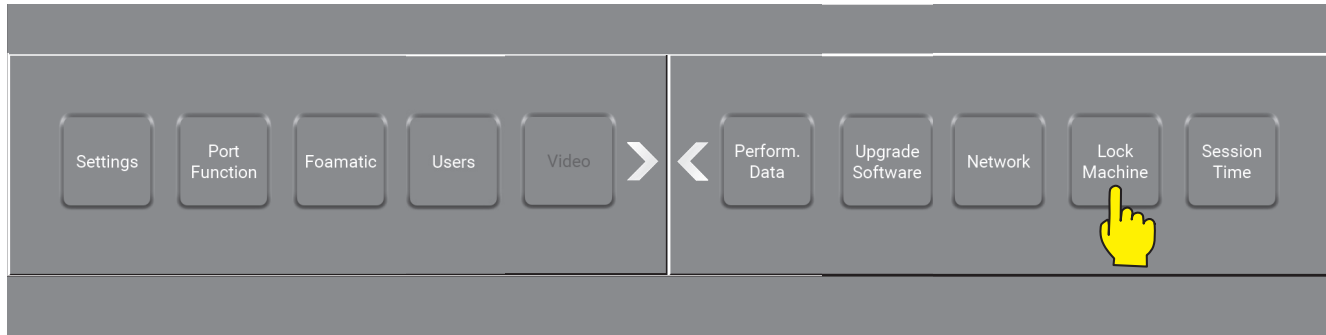 Settings
Port
Function
Foamatic
Users
Video
Perform.
Data
Upgrade
Software
Network
Lock
Machine
Session
Time